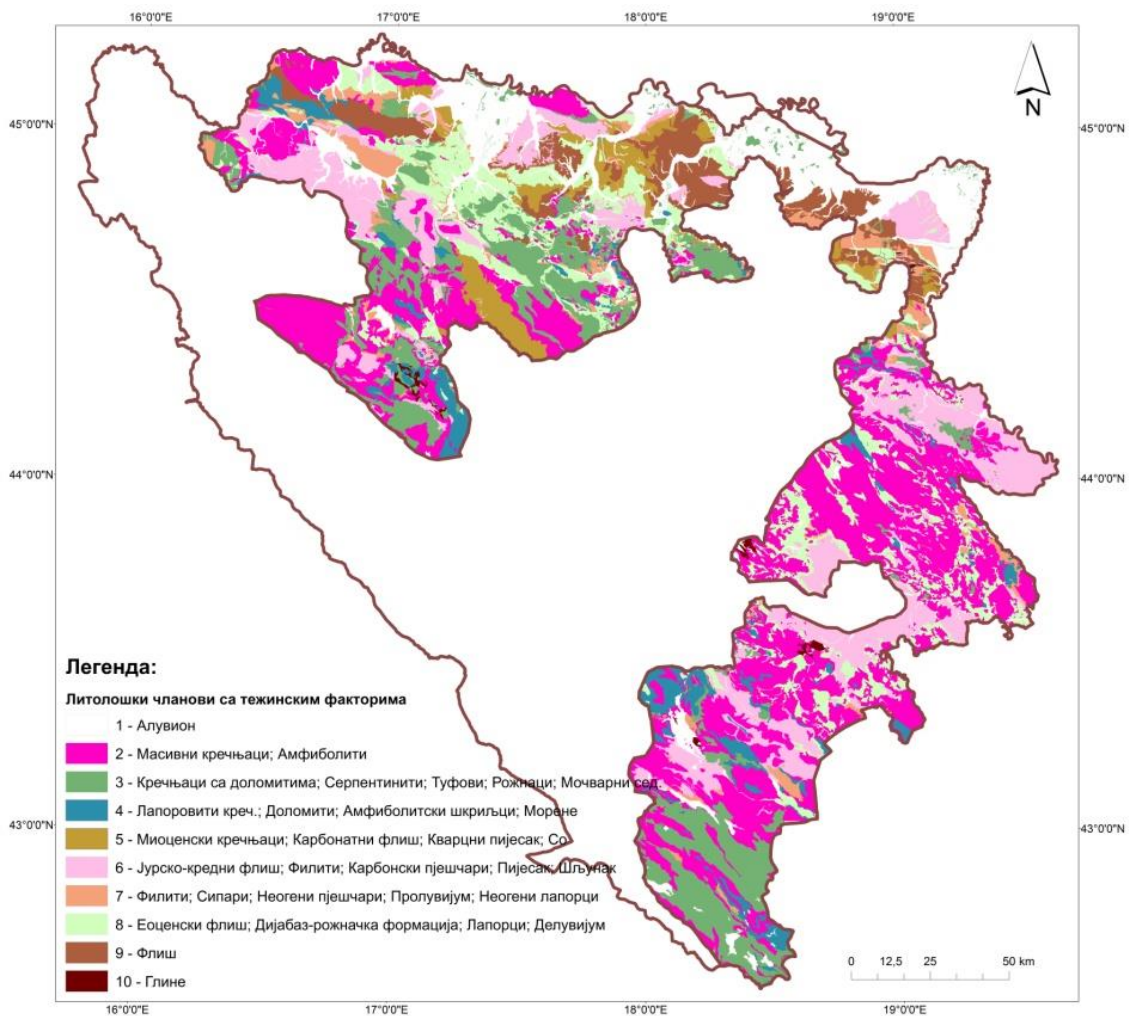 16°0'0"E 17°0'0"E 18°0'0"E 19°0'0"E
N
45°0'0"N 45°0'0"N
44°0'0"N 44°0'0"N
Легенда:
Литолошки чланови са тежинским факторима
1 - Алувион
2 - Масивни кречњаци; Амфиболити
3 - Кречњаци са доломитима; Серпентинити; Туфови; Рожнаци; Мочварни сед.
4 - Лапоровити креч.; Доломити; Амфиболитски шкриљци; Морене
43°0'0"N 43°0'0"N
5 - Миоценски кречњаци; Карбонатни флиш; Кварцни пијесак; Со
6 - Јурско-кредни флиш; Филити; Карбонски пјешчари; Пијесак; Шљунак
7 - Филити; Сипари; Неогени пјешчари; Пролувијум; Неогени лапорци
8 - Еоценски флиш; Дијабаз-рожначка формација; Лапорци; Делувијум
9 - Флиш
10 - Глине
0 12,5 25 50 km
16°0'0"E 17°0'0"E 18°0'0"E 19°0'0"E